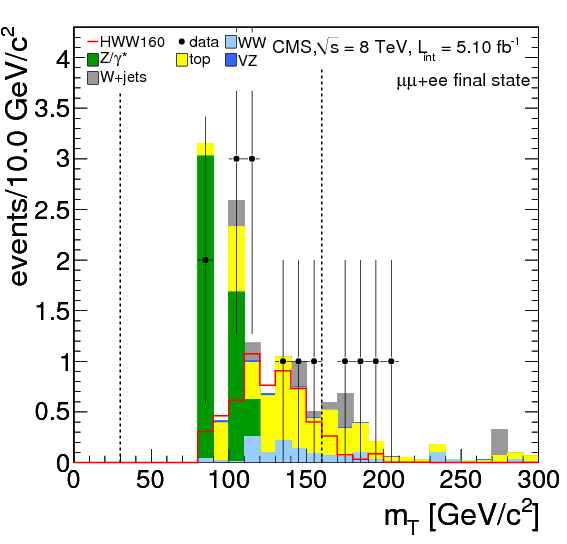 HWW160 data WW
Z/γ* top VZ
W+jets
CMS,√s = 8 TeV, L_int = 5.10 fb⁻¹
μμ+ee final state
events/10.0 GeV/c²
4
3.5
3
2.5
2
1.5
1
0.5
0
0 50 100 150 200 250 300
m_T [GeV/c²]